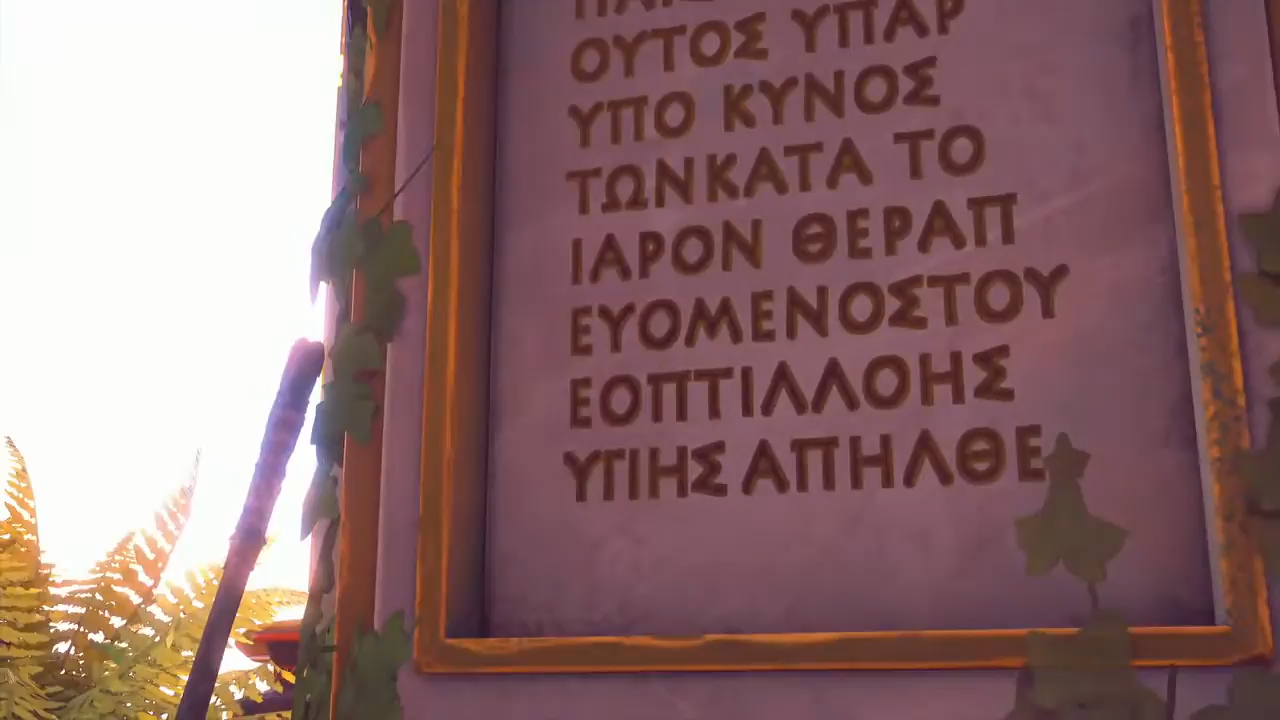 ΟΥΤΟΣ ΥΠΑΡ
ΥΠΟ ΚΥΝΟΣ
ΤΩΝΚΑΤΑ ΤΟ
ΙΑΡΟΝ ΘΕΡΑΠ
ΕΥΟΜΕΝΟΣΤΟΥ
ΕΟΠΤΙΛΛΟΗΣ
ΥΓΙΗΣ ΑΠΗΛΘΕ